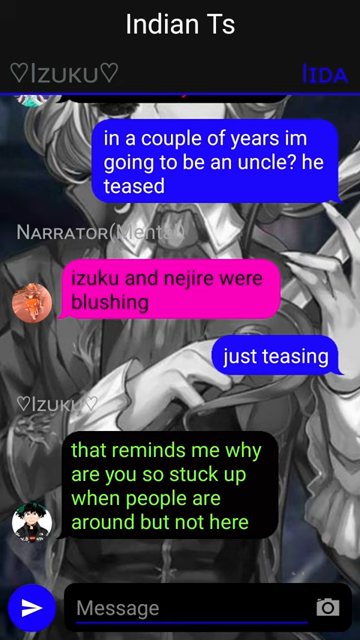 Indian Ts
♡Izuku♡ Iida
in a couple of years im
going to be an uncle? he
teased
Narrator(Mental)
izuku and nejire were
blushing
just teasing
♡Izuku♡
that reminds me why
are you so stuck up
when people are
around but not here
Message